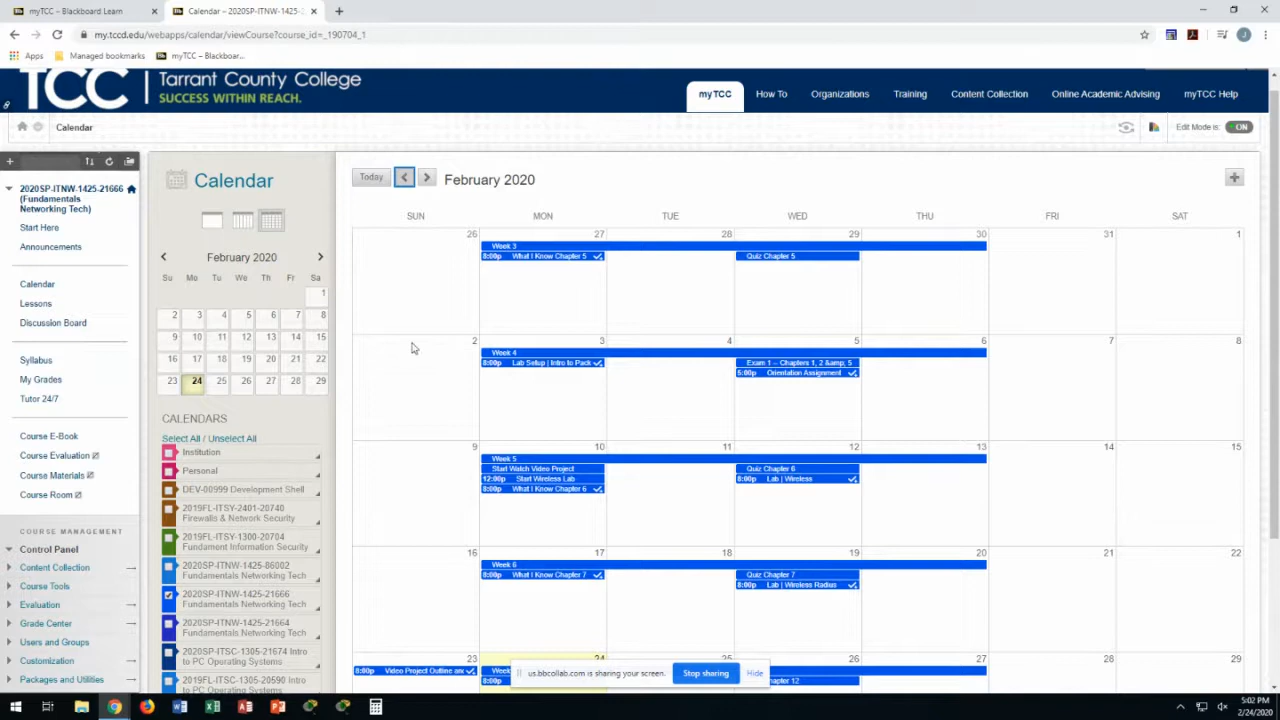 myTCC – Blackboard Learn
Calendar – 2020SP-ITNW-1425-2
my.tccd.edu/webapps/calendar/viewCourse?course_id=_190704_1
J
Apps
Managed bookmarks
myTCC – Blackboar...
TCC
Tarrant County College
SUCCESS WITHIN REACH.
myTCC
How To
Organizations
Training
Content Collection
Online Academic Advising
myTCC Help
Calendar
Edit Mode is:
ON
2020SP-ITNW-1425-21666
(Fundamentals
Networking Tech)
Start Here
Announcements
Calendar
Lessons
Discussion Board
Syllabus
My Grades
Tutor 24/7
Course E-Book
Course Evaluation
Course Materials
Course Room
COURSE MANAGEMENT
Control Panel
Content Collection
Course Tools
Evaluation
Grade Center
Users and Groups
Customization
Packages and Utilities
Calendar
February 2020
Su Mo Tu We Th Fr Sa
1
2 3 4 5 6 7 8
9 10 11 12 13 14 15
16 17 18 19 20 21 22
23 24 25 26 27 28 29
CALENDARS
Select All / Unselect All
Institution
Personal
DEV-00999 Development Shell
2019FL-ITSY-2401-20740
Firewalls & Network Security
2019FL-ITSY-1300-20704
Fundament Information Security
2020SP-ITNW-1425-86002
Fundamentals Networking Tech
2020SP-ITNW-1425-21666
Fundamentals Networking Tech
2020SP-ITNW-1425-21664
Fundamentals Networking Tech
2020SP-ITSC-1305-21674 Intro
to PC Operating Systems
2019FL-ITSC-1305-20590 Intro
to PC Operating Systems
Today
February 2020
SUN MON TUE WED THU FRI SAT
26 27 28 29 30 31 1
Week 3
8:00p What I Know Chapter 5
Quiz Chapter 5
2 3 4 5 6 7 8
Week 4
8:00p Lab Setup | Intro to Pack
Exam 1 -- Chapters 1, 2 &amp; 5
5:00p Orientation Assignment
9 10 11 12 13 14 15
Week 5
Start Watch Video Project
Quiz Chapter 6
12:00p Start Wireless Lab
8:00p Lab | Wireless
8:00p What I Know Chapter 6
16 17 18 19 20 21 22
Week 6
8:00p What I Know Chapter 7
Quiz Chapter 7
8:00p Lab | Wireless Radius
23 24 25 26 27 28 29
8:00p Video Project Outline an
Week
8:00p
hapter 12
us.bbcollab.com is sharing your screen.
Stop sharing
Hide
5:02 PM
2/24/2020